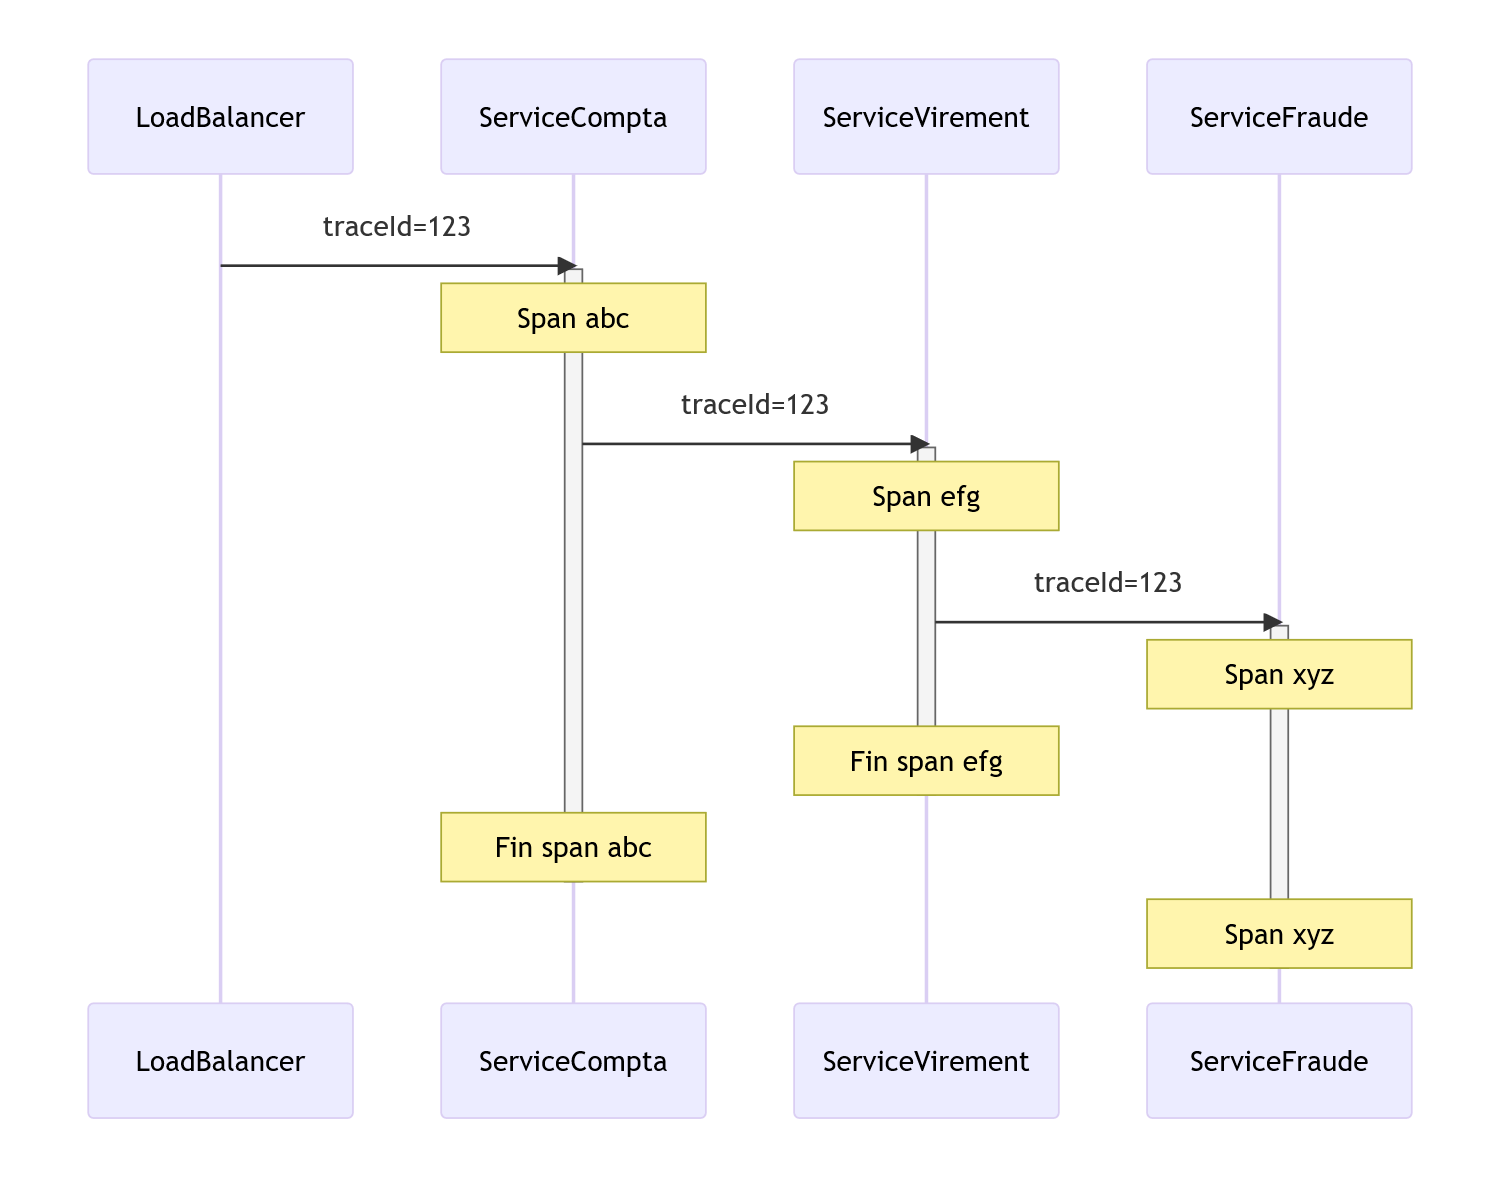 LoadBalancer
ServiceCompta
ServiceVirement
ServiceFraude
traceId=123
Span abc
traceId=123
Span efg
traceId=123
Span xyz
Fin span efg
Fin span abc
Span xyz
LoadBalancer
ServiceCompta
ServiceVirement
ServiceFraude